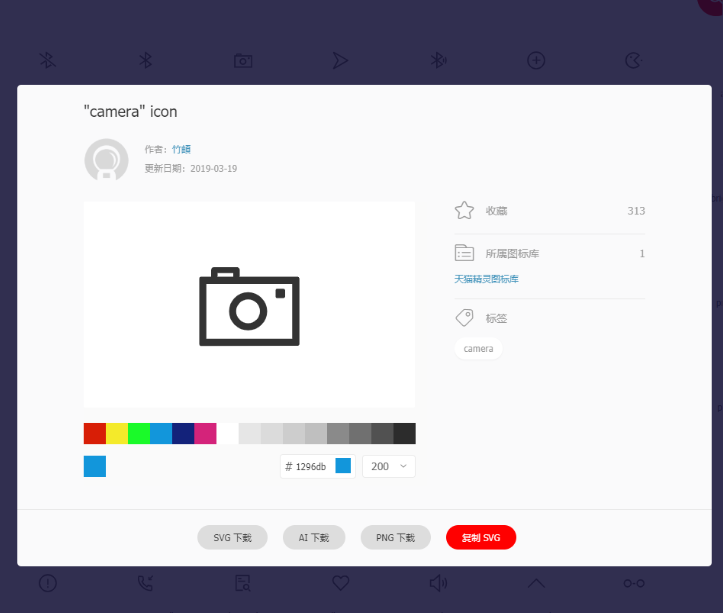 "camera" icon
作者：竹頔
更新日期：2019-03-19
收藏 313
所属图标库 1
天猫精灵图标库
标签
camera
# 1296db 200
SVG 下载 AI 下载 PNG 下载 复制 SVG